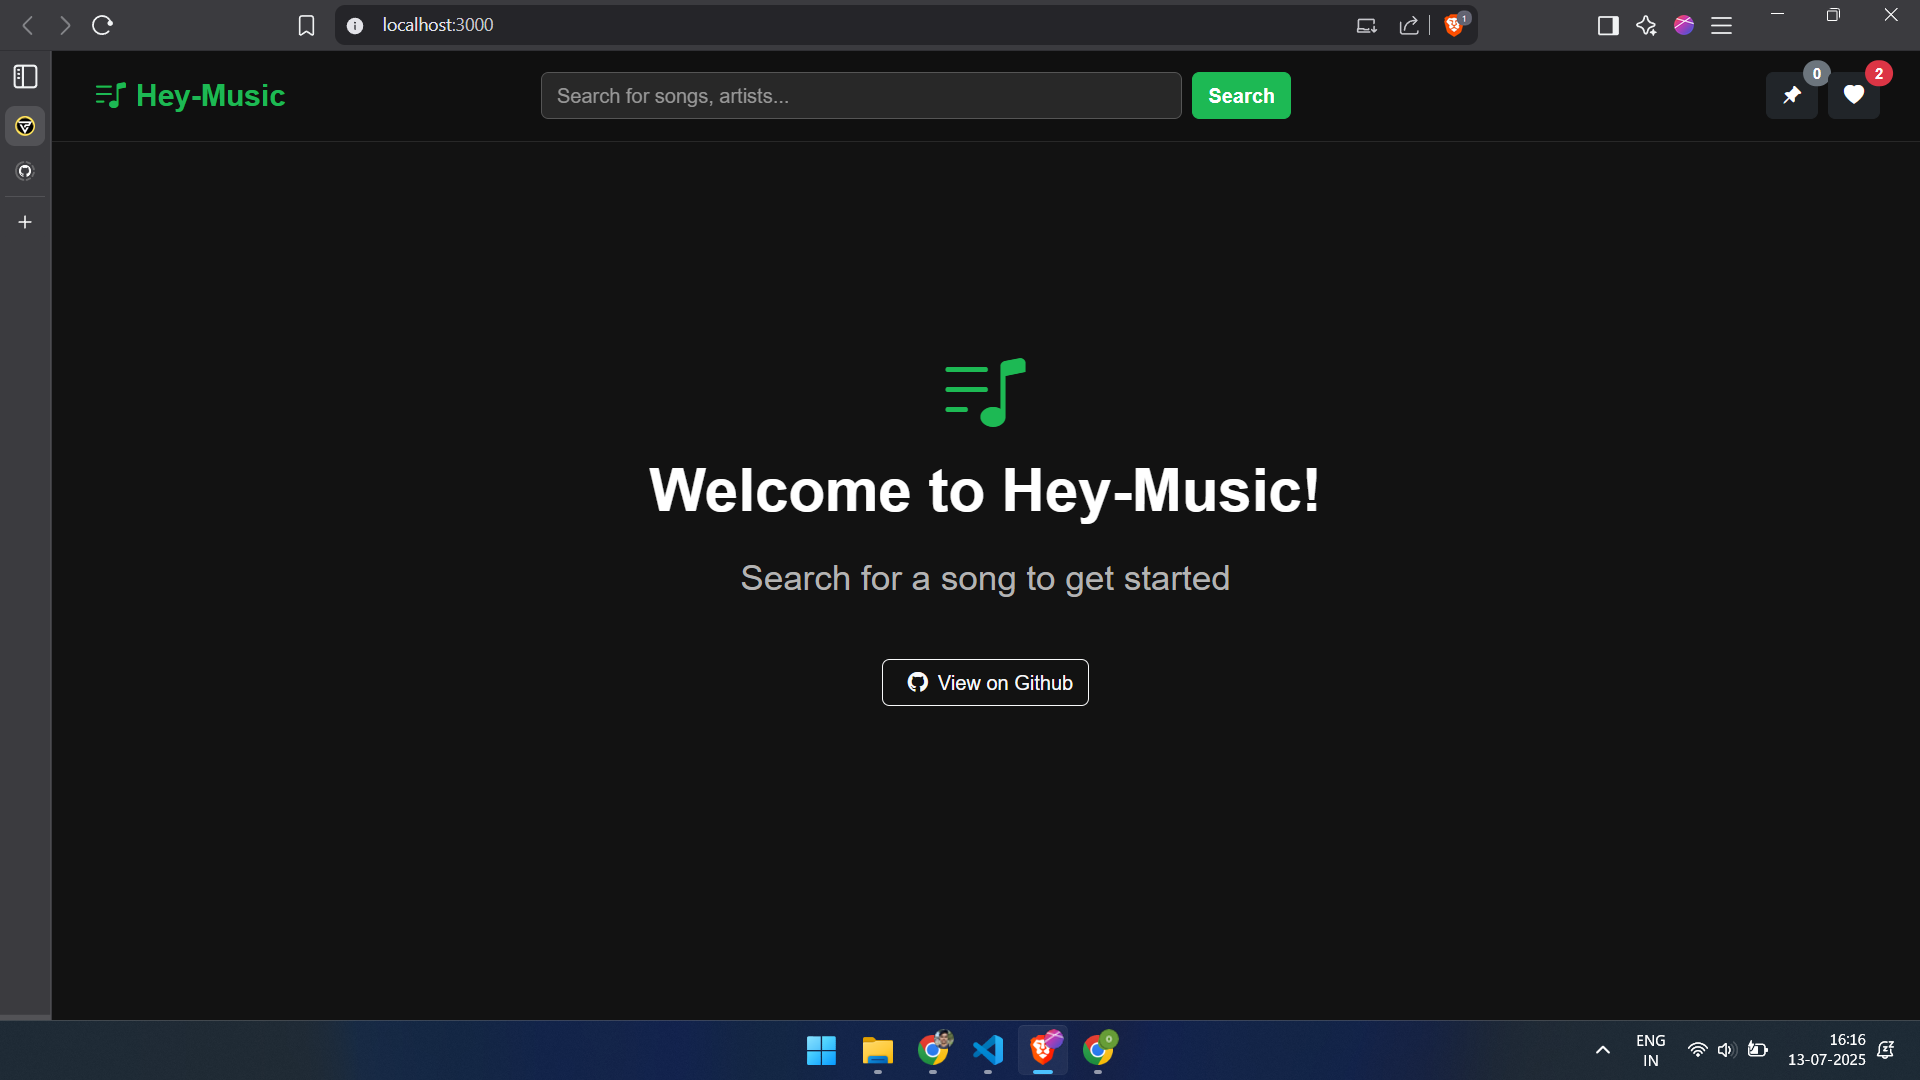 localhost:3000
1
Hey-Music
Search for songs, artists...
Search
0
2
Welcome to Hey-Music!
Search for a song to get started
View on Github
ENG
IN
16:16
13-07-2025